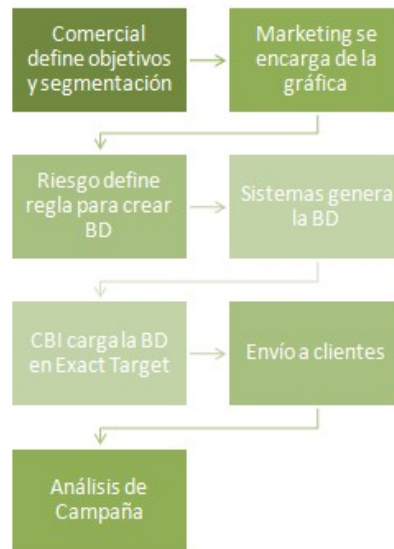 Comercial
define objetivos
y segmentación
Marketing se
encarga de la
gráfica
Riesgo define
regla para crear
BD
Sistemas genera
la BD
CBI carga la BD
en Exact Target
Envío a clientes
Análisis de
Campaña